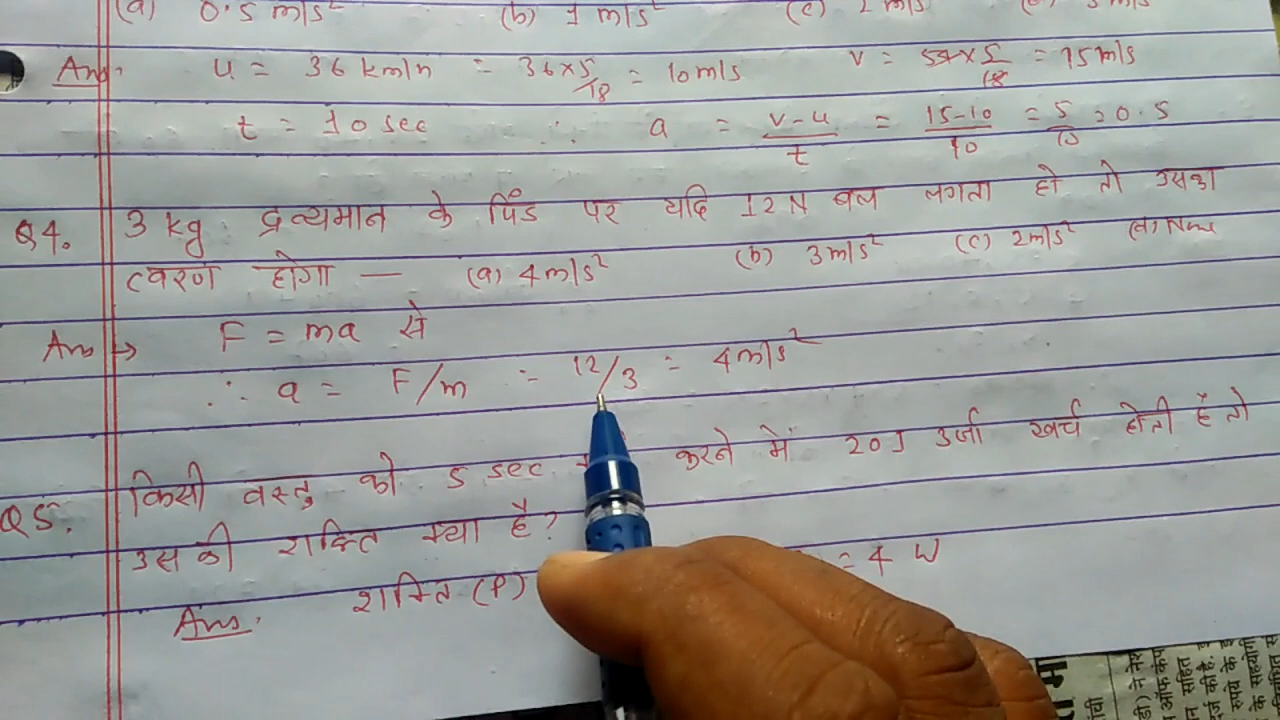 (a) 0.5 m/s² (b) 1 m/s² (c) 2 m/s
Ans. u = 36 km/h = 36×5/18 = 10 m/s v = 54×5/18 = 15 m/s
t = 10 sec ∴ a = v-u/t = 15-10/10 = 5/10 = 0.5
Q4. 3 kg द्रव्यमान के पिंड पर यदि 12 N बल लगता हो तो उसका
त्वरण होगा — (a) 4 m/s² (b) 3 m/s² (c) 2 m/s² (d) None
Ans → F = ma से
∴ a = F/m = 12/3 = 4 m/s²
Q5. किसी वस्तु को 5 sec करने में 20 J उर्जा खर्च होती है तो
उसकी शक्ति क्या है?
Ans. शक्ति (P) = 4 W